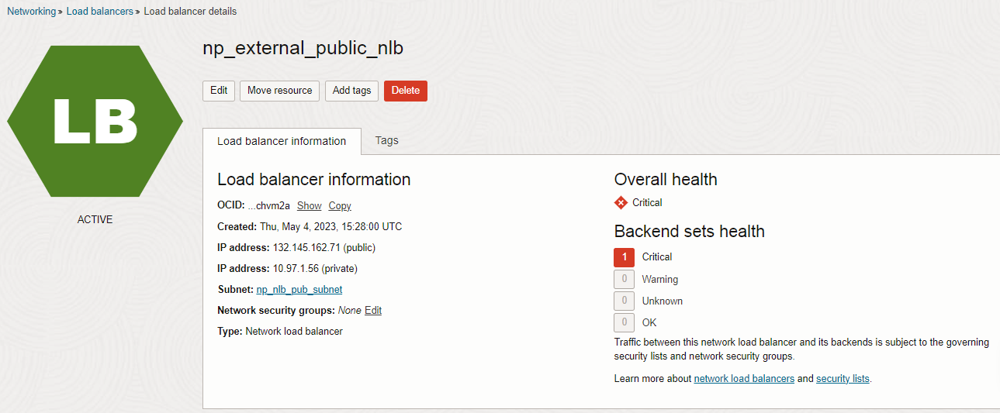 Networking » Load balancers » Load balancer details
LB
ACTIVE
np_external_public_nlb
Edit Move resource Add tags Delete
Load balancer information Tags
Load balancer information
OCID: ...chvm2a Show Copy
Created: Thu, May 4, 2023, 15:28:00 UTC
IP address: 132.145.162.71 (public)
IP address: 10.97.1.56 (private)
Subnet: np_nlb_pub_subnet
Network security groups: None Edit
Type: Network load balancer
Overall health
Critical
Backend sets health
1 Critical
0 Warning
0 Unknown
0 OK
Traffic between this network load balancer and its backends is subject to the governing
security lists and network security groups.
Learn more about network load balancers and security lists.